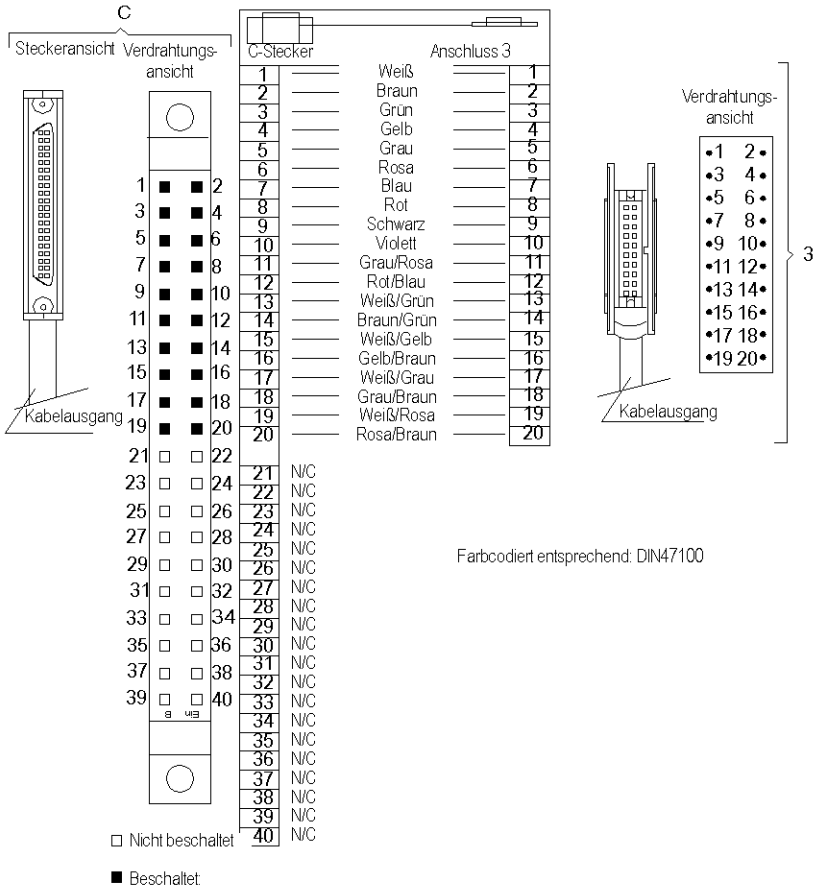 C
Steckeransicht Verdrahtungs-
ansicht
C-Stecker Anschluss 3
1 Weiß 1
2 Braun 2
3 Grün 3
4 Gelb 4
5 Grau 5
6 Rosa 6
7 Blau 7
8 Rot 8
9 Schwarz 9
10 Violett 10
11 Grau/Rosa 11
12 Rot/Blau 12
13 Weiß/Grün 13
14 Braun/Grün 14
15 Weiß/Gelb 15
16 Gelb/Braun 16
17 Weiß/Grau 17
18 Grau/Braun 18
19 Weiß/Rosa 19
20 Rosa/Braun 20
21 N/C
22 N/C
23 N/C
24 N/C
25 N/C
26 N/C
27 N/C
28 N/C
29 N/C
30 N/C
31 N/C
32 N/C
33 N/C
34 N/C
35 N/C
36 N/C
37 N/C
38 N/C
39 N/C
40 N/C
1 2
3 4
5 6
7 8
9 10
11 12
13 14
15 16
17 18
19 20
21 22
23 24
25 26
27 28
29 30
31 32
33 34
35 36
37 38
39 40
B Ein
Kabelausgang
Verdrahtungs-
ansicht
1 2
3 4
5 6
7 8
9 10
11 12
13 14
15 16
17 18
19 20
3
Kabelausgang
Farbcodiert entsprechend: DIN47100
Nicht beschaltet
Beschaltet